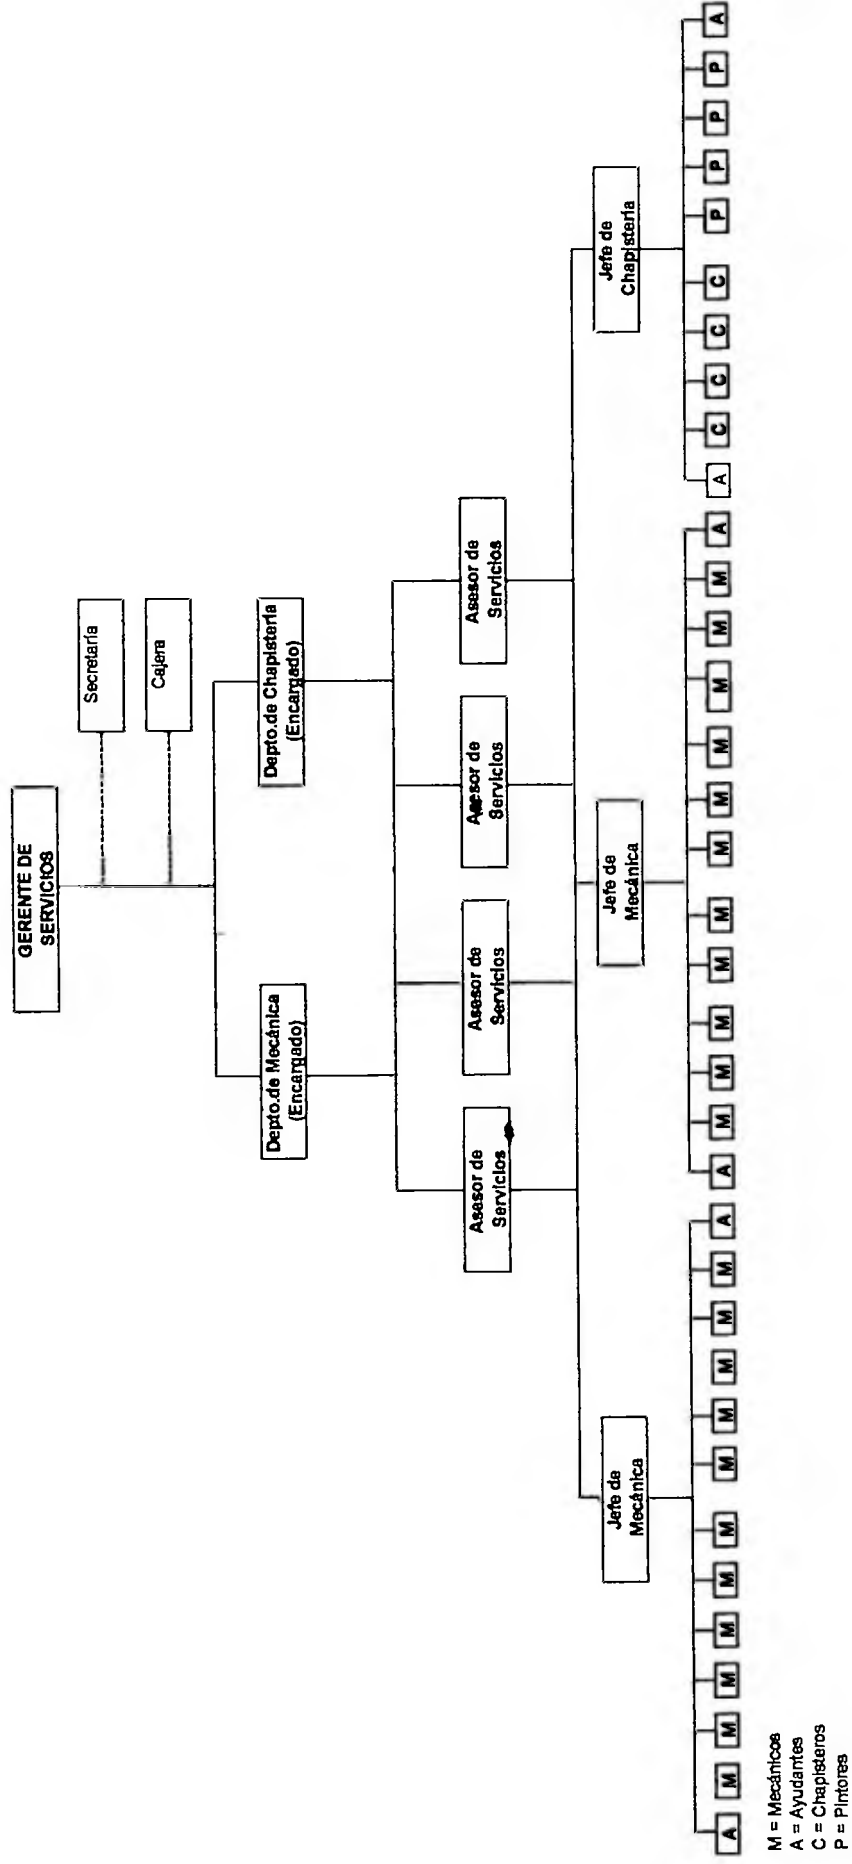 GERENTE DE
SERVICIOS
Secretaría
Cajera
Depto.de Mecánica
(Encargado)
Depto.de Chapistería
(Encargado)
Asesor de
Servicios
Asesor de
Servicios
Asesor de
Servicios
Asesor de
Servicios
Jefe de
Mecánica
Jefe de
Mecánica
Jefe de
Chapistería
A M M M M M M M M M M M A A M M M M M M M M M M M A A C C C C P P P P A
M = Mecánicos
A = Ayudantes
C = Chapisteros
P = Pintores